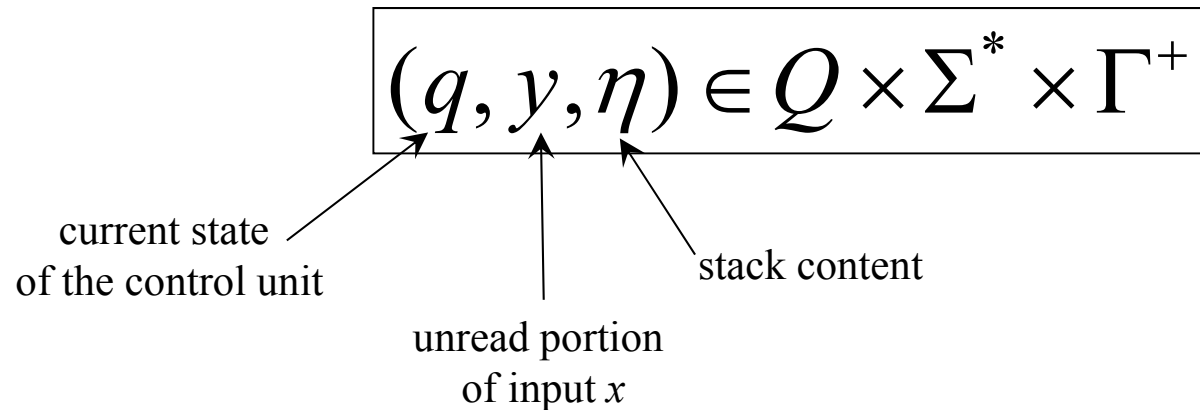 (q, y, η) ∈ Q × Σ* × Γ⁺
current state
of the control unit
stack content
unread portion
of input x